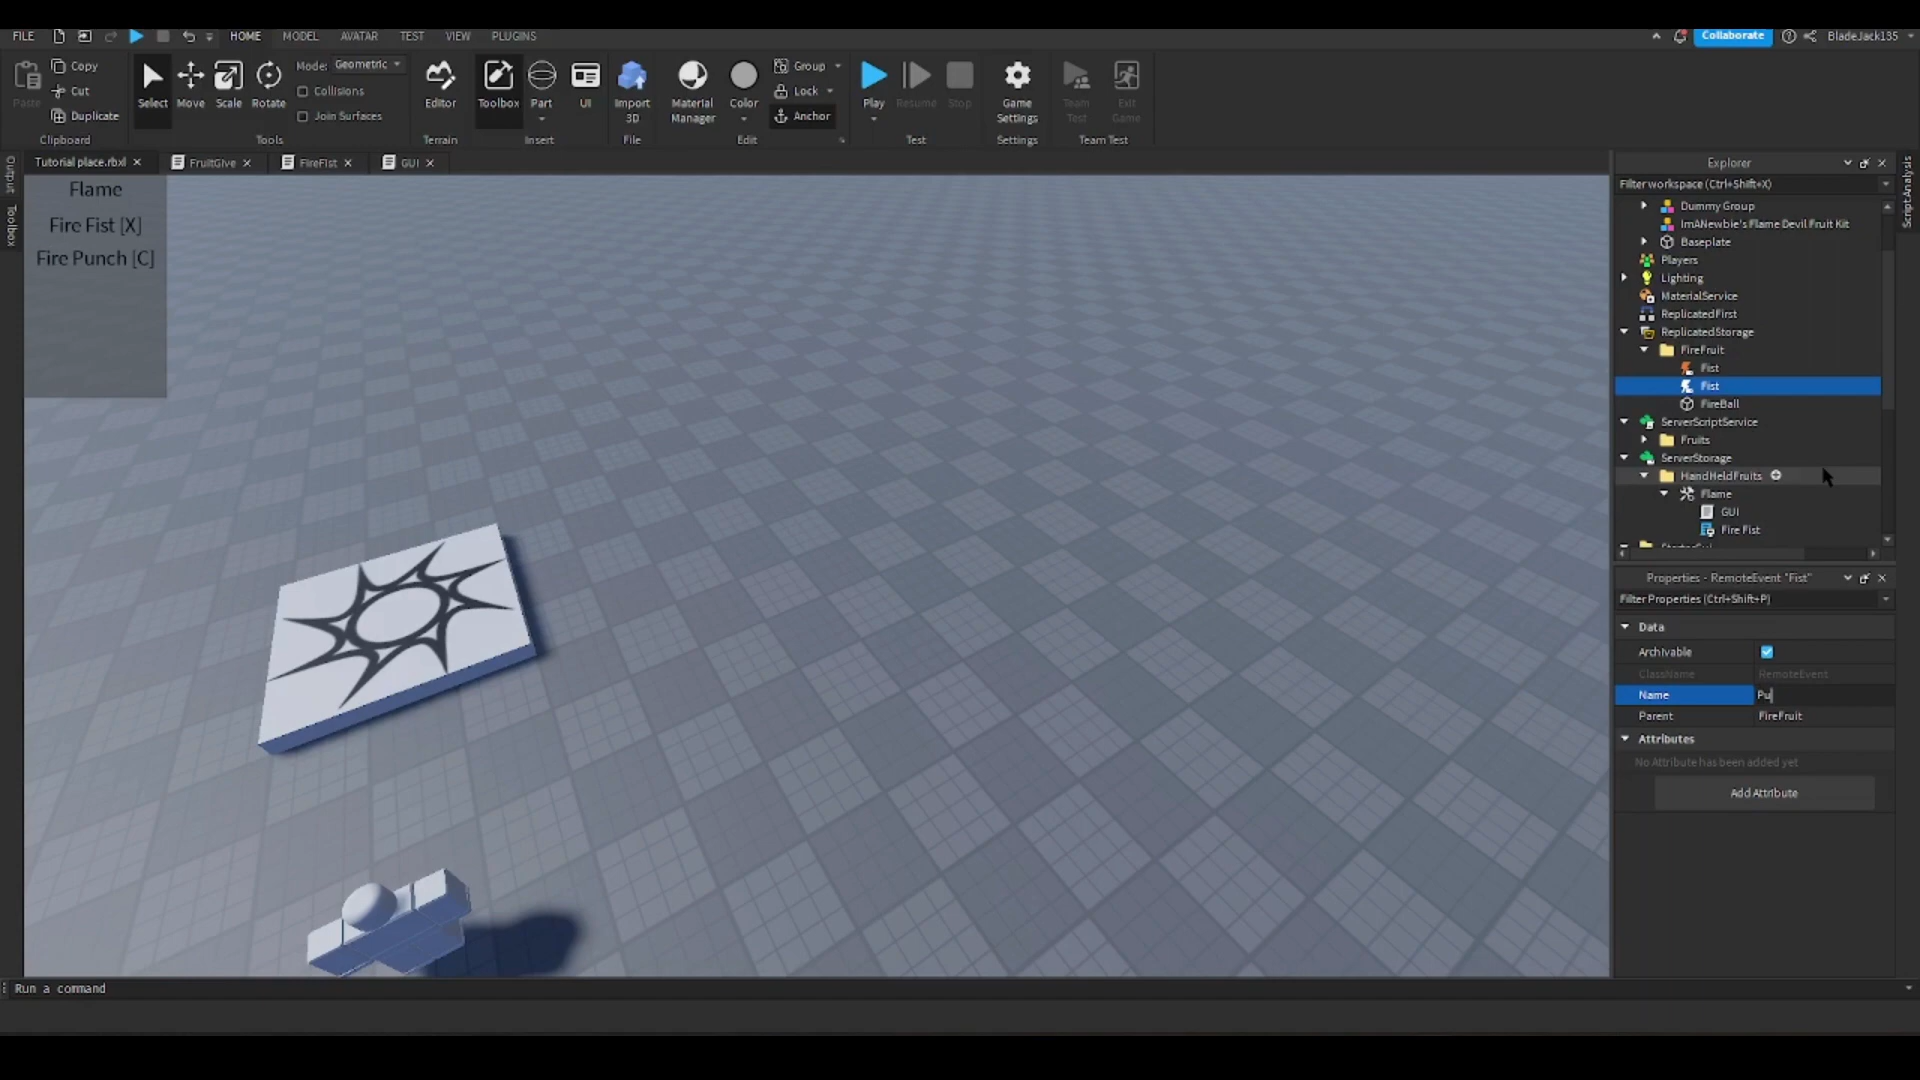 FILE HOME MODEL AVATAR TEST VIEW PLUGINS Collaborate BladeJack135
Copy
Cut
Duplicate
Paste
Clipboard
Select Move Scale Rotate
Mode: Geometric
Collisions
Join Surfaces
Tools
Editor
Terrain
Toolbox Part UI
Insert
Import 3D
File
Material Manager
Color
Group
Lock
Anchor
Edit
Play Resume Stop
Test
Game Settings
Settings
Team Test
Exit Game
Team Test
Tutorial place.rbxl FruitGive FireFist GUI
Output
Toolbox
Flame
Fire Fist [X]
Fire Punch [C]
Explorer
Filter workspace (Ctrl+Shift+X)
Dummy Group
ImANewbie's Flame Devil Fruit Kit
Baseplate
Players
Lighting
MaterialService
ReplicatedFirst
ReplicatedStorage
FireFruit
Fist
Fist
FireBall
ServerScriptService
Fruits
ServerStorage
HandHeldFruits
Flame
GUI
Fire Fist
Script Analysis
Properties - RemoteEvent "Fist"
Filter Properties (Ctrl+Shift+P)
Data
Archivable
ClassName RemoteEvent
Name Pu
Parent FireFruit
Attributes
No Attribute has been added yet
Add Attribute
Run a command